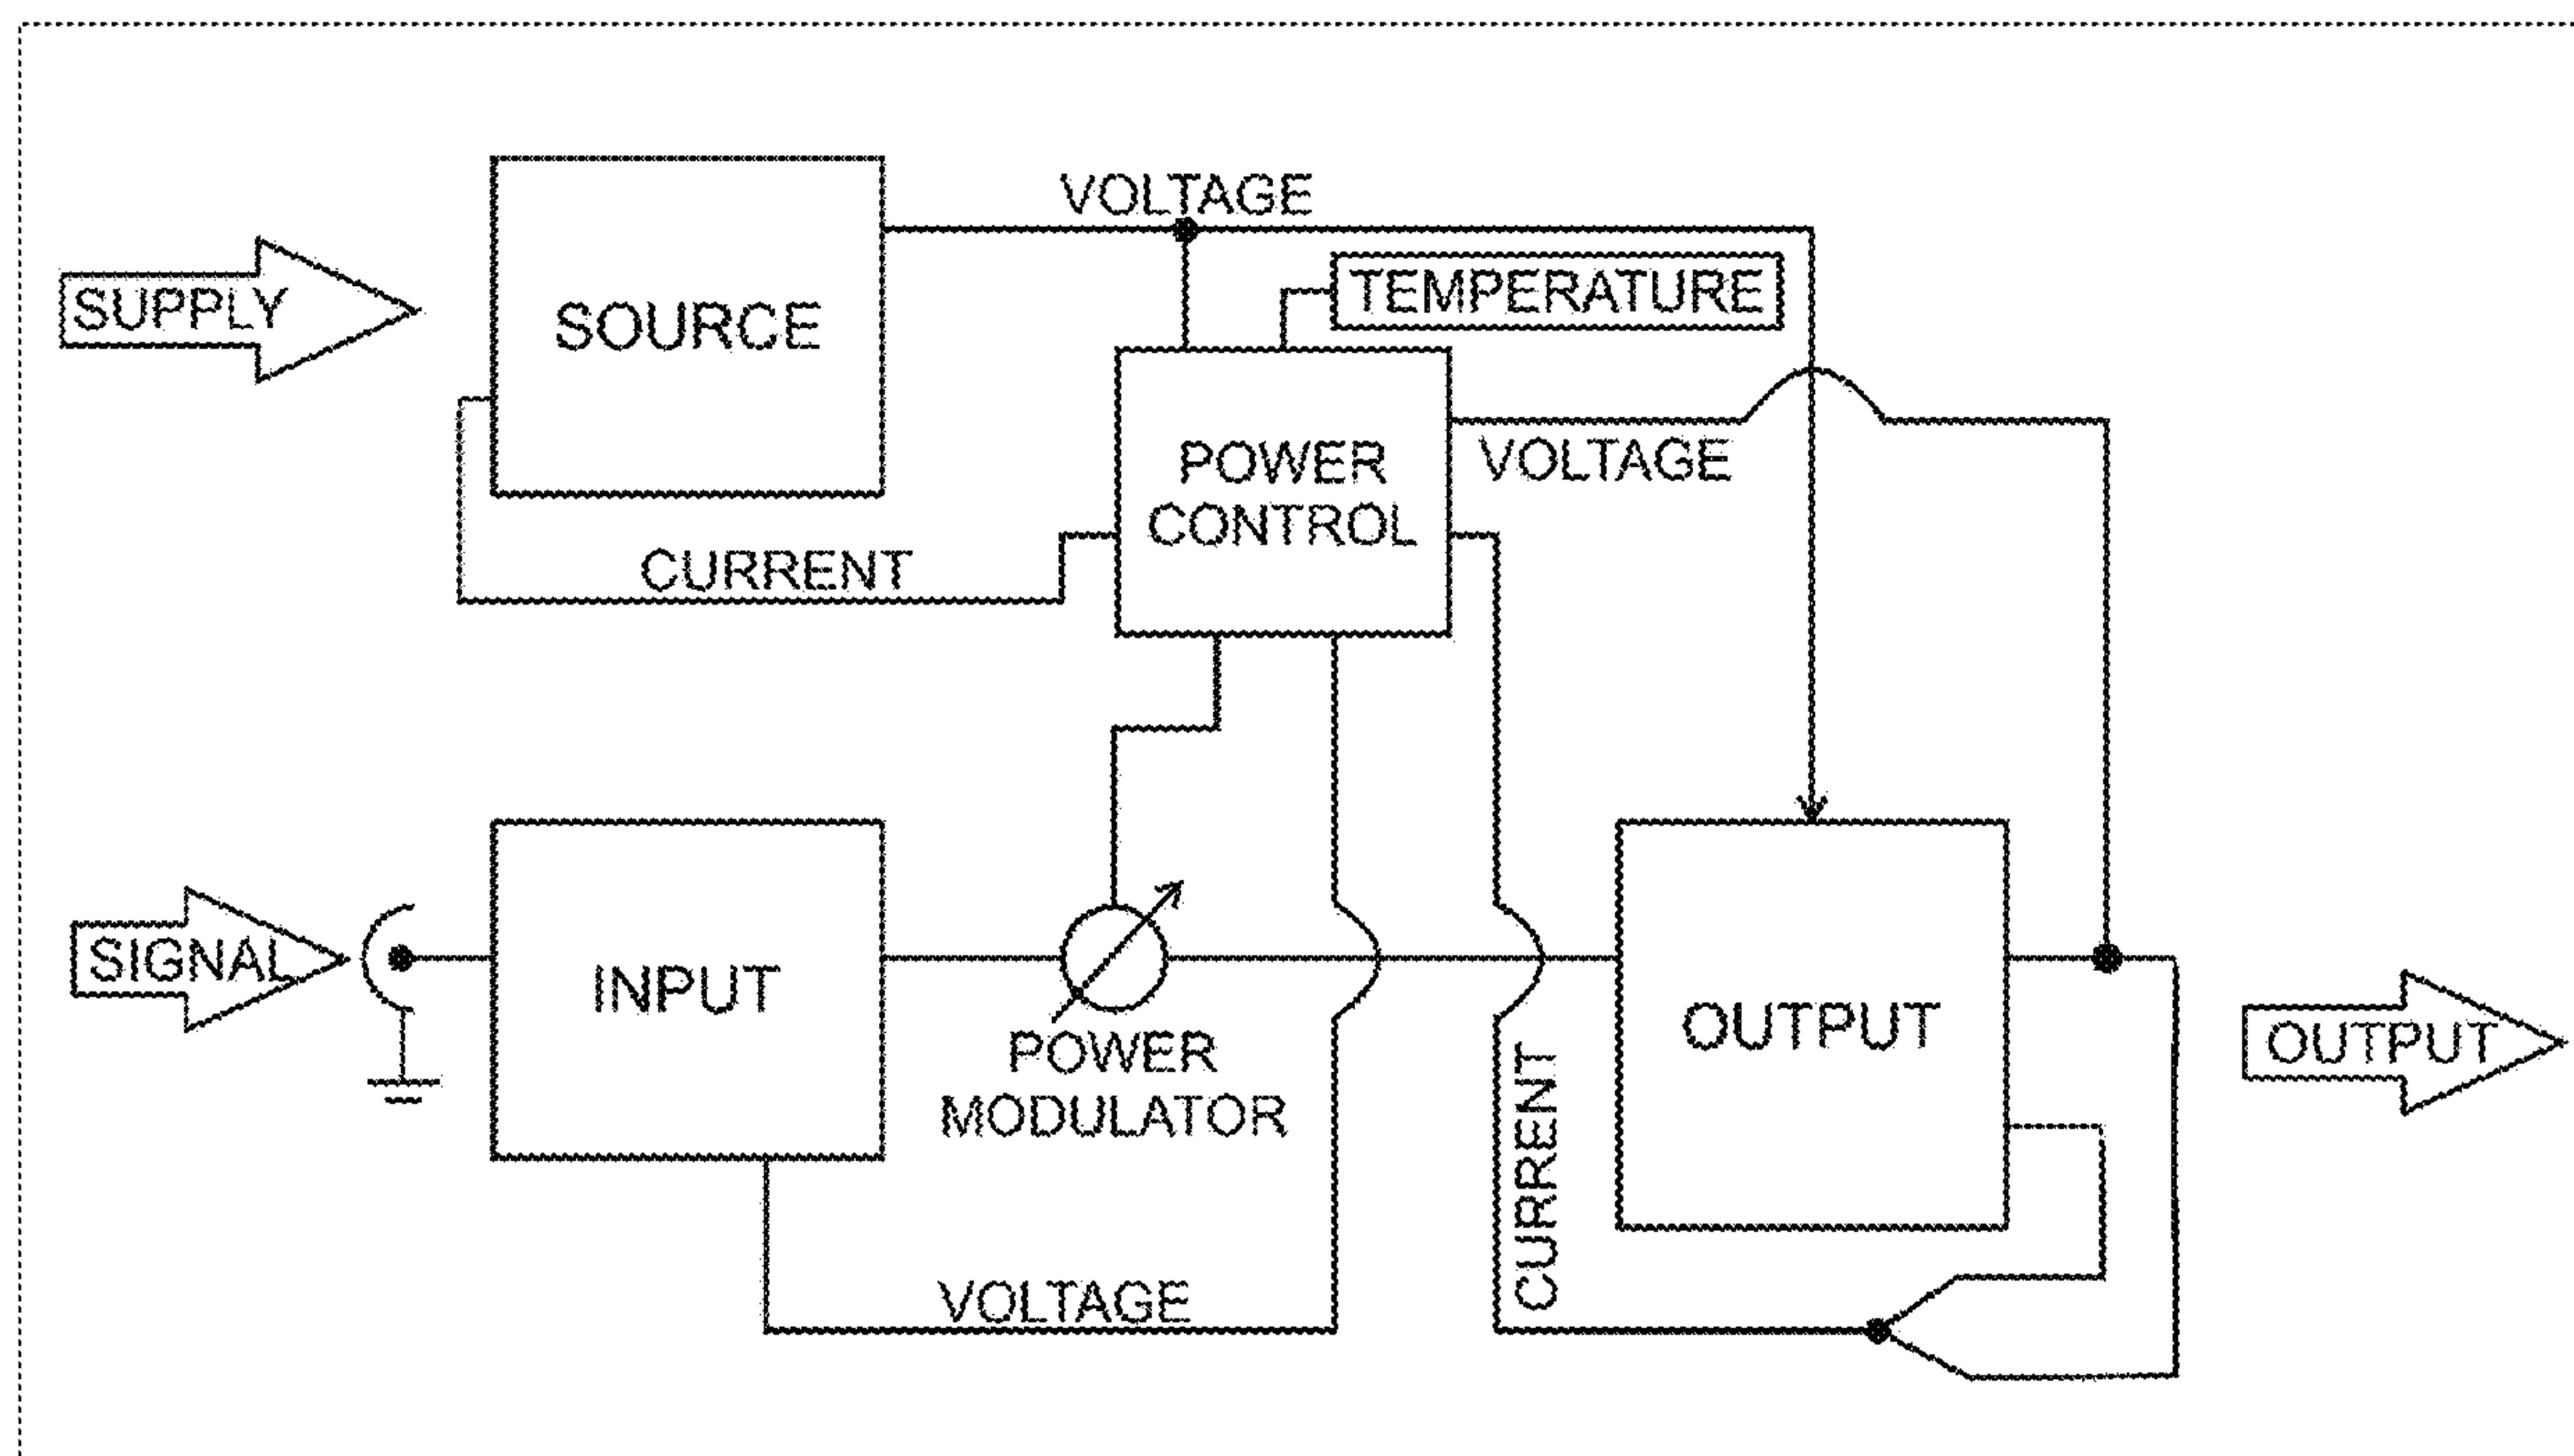 VOLTAGE
SUPPLY
SOURCE
TEMPERATURE
POWER
CONTROL
VOLTAGE
CURRENT
SIGNAL
INPUT
POWER
MODULATOR
OUTPUT
OUTPUT
CURRENT
VOLTAGE